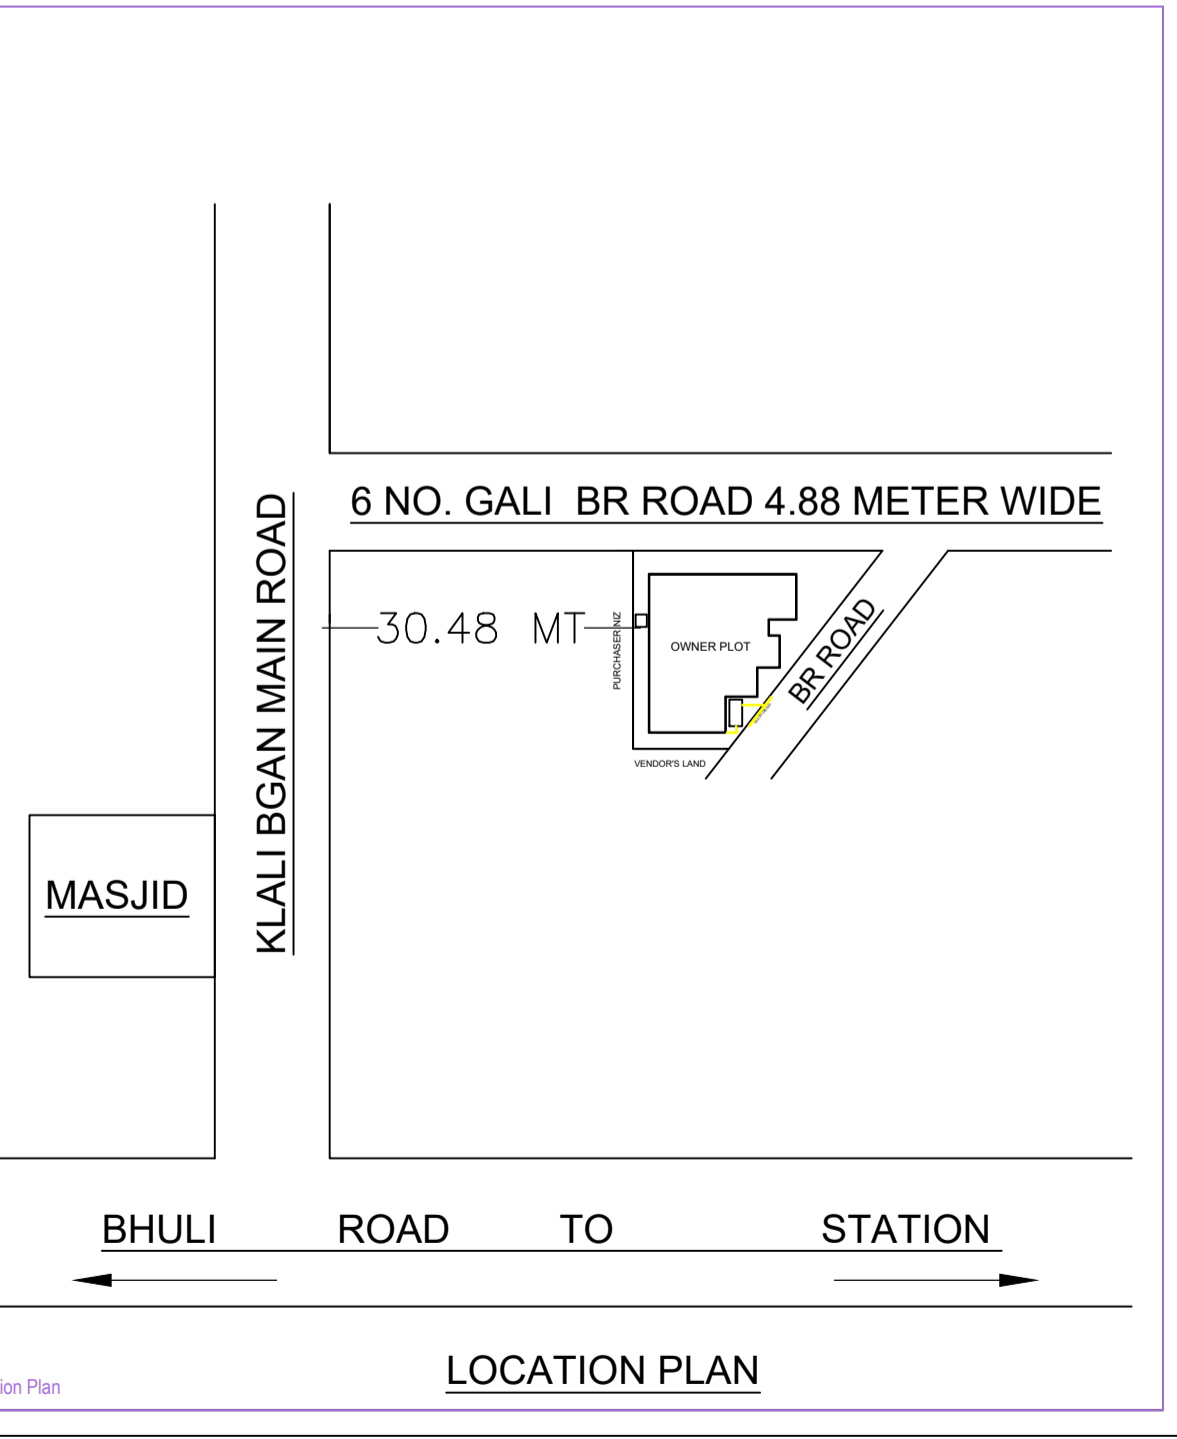 6 NO. GALI BR ROAD 4.88 METER WIDE
KLALI BGAN MAIN ROAD
30.48 MT
PURCHASER NIZ
OWNER PLOT
BR ROAD
VENDOR'S LAND
MASJID
BHULI ROAD TO STATION
LOCATION PLAN
ion Plan